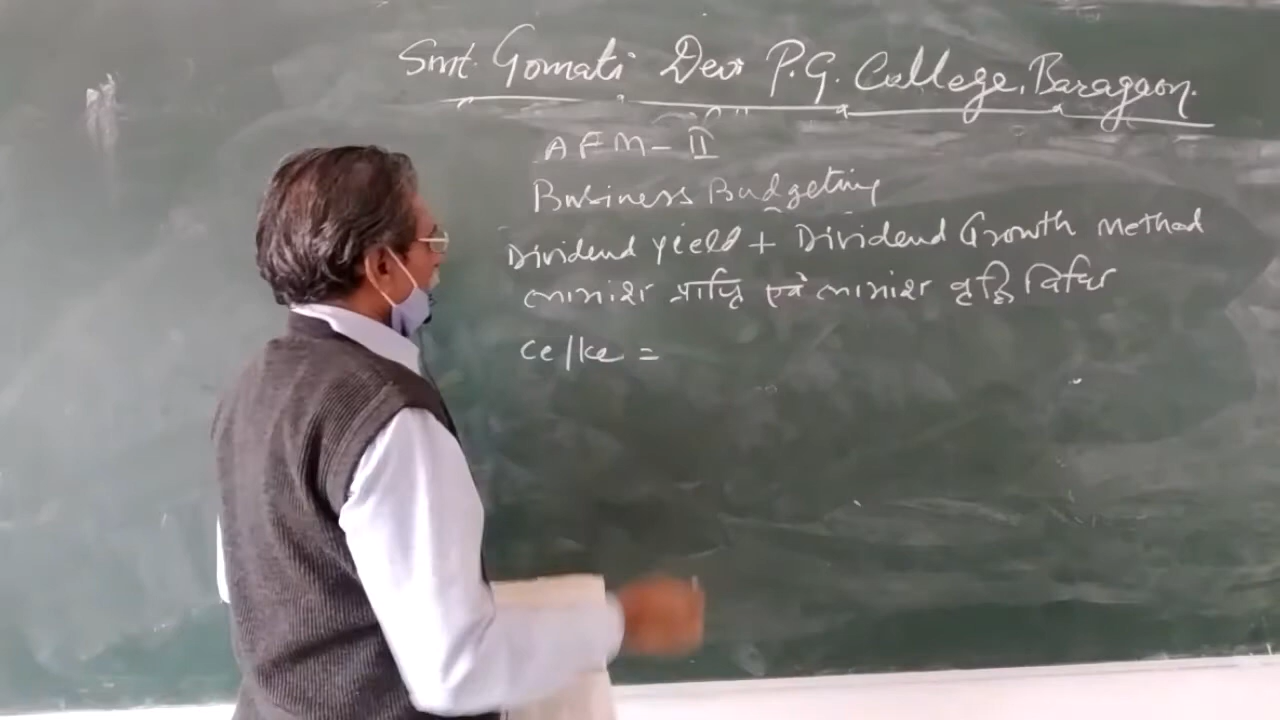 Smt. Gomati Devi P.G. College, Baragaon.
AFM-II
Business Budgeting
Dividend Yield + Dividend Growth Method
लाभांश प्राप्ति एवं लाभांश वृद्धि विधि
Ce/Ke =